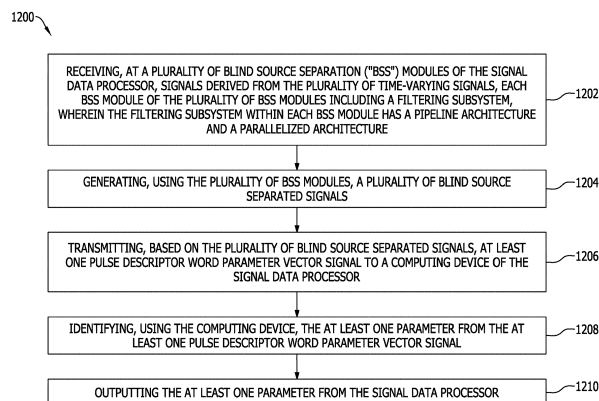 1200
RECEIVING, AT A PLURALITY OF BLIND SOURCE SEPARATION ("BSS") MODULES OF THE SIGNAL
DATA PROCESSOR, SIGNALS DERIVED FROM THE PLURALITY OF TIME-VARYING SIGNALS, EACH
BSS MODULE OF THE PLURALITY OF BSS MODULES INCLUDING A FILTERING SUBSYSTEM,
WHEREIN THE FILTERING SUBSYSTEM WITHIN EACH BSS MODULE HAS A PIPELINE ARCHITECTURE
AND A PARALLELIZED ARCHITECTURE
1202
GENERATING, USING THE PLURALITY OF BSS MODULES, A PLURALITY OF BLIND SOURCE
SEPARATED SIGNALS
1204
TRANSMITTING, BASED ON THE PLURALITY OF BLIND SOURCE SEPARATED SIGNALS, AT LEAST
ONE PULSE DESCRIPTOR WORD PARAMETER VECTOR SIGNAL TO A COMPUTING DEVICE OF THE
SIGNAL DATA PROCESSOR
1206
IDENTIFYING, USING THE COMPUTING DEVICE, THE AT LEAST ONE PARAMETER FROM THE AT
LEAST ONE PULSE DESCRIPTOR WORD PARAMETER VECTOR SIGNAL
1208
OUTPUTTING THE AT LEAST ONE PARAMETER FROM THE SIGNAL DATA PROCESSOR
1210